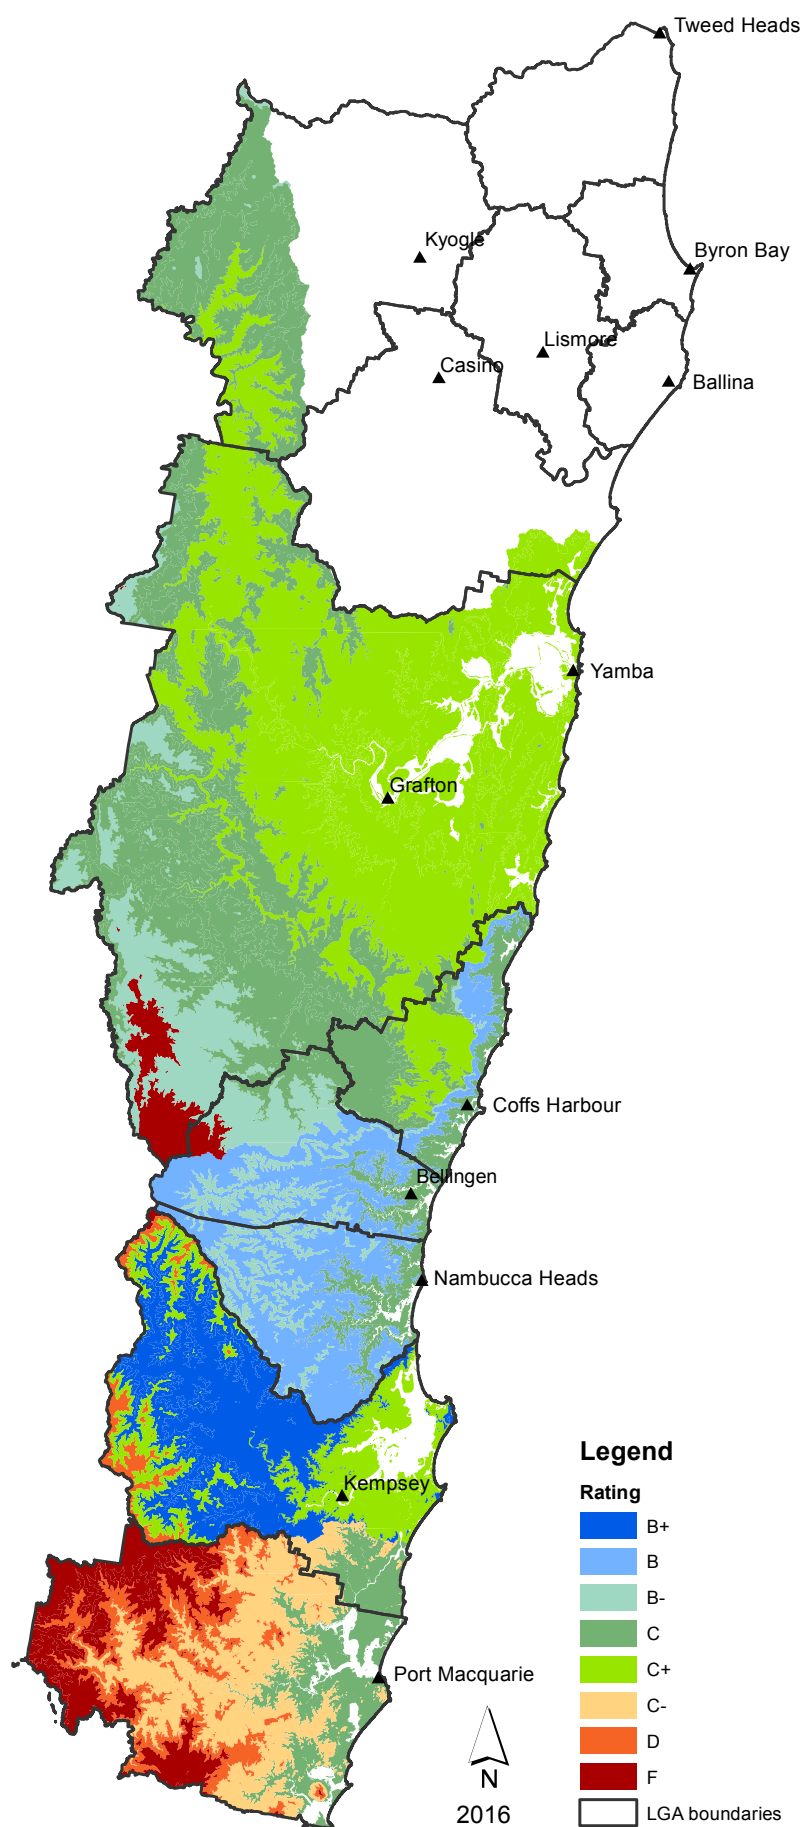 Tweed Heads
Kyogle
Byron Bay
Lismore
Casino
Ballina
Yamba
Grafton
Coffs Harbour
Bellingen
Nambucca Heads
Legend
Kempsey
Rating
B+
B
B-
C
C+
Port Macquarie
C-
D
N
F
2016
LGA boundaries